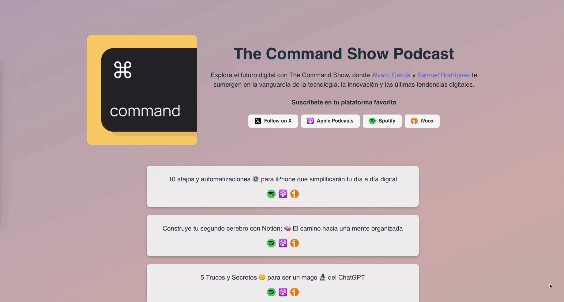 The Command Show Podcast
Explora el futuro digital con The Command Show, donde Alvaro García y Samuel Rodríguez te
sumergen en la vanguardia de la tecnología, la innovación y las últimas tendencias digitales.
⌘
command
Suscríbete en tu plataforma favorita
Follow on X
Apple Podcasts
Spotify
iVoox
10 atajos y automatizaciones para iPhone que simplificarán tu día a día digital
Construye tu segundo cerebro con Notion: El camino hacia una mente organizada
5 Trucos y Secretos para ser un mago del ChatGPT